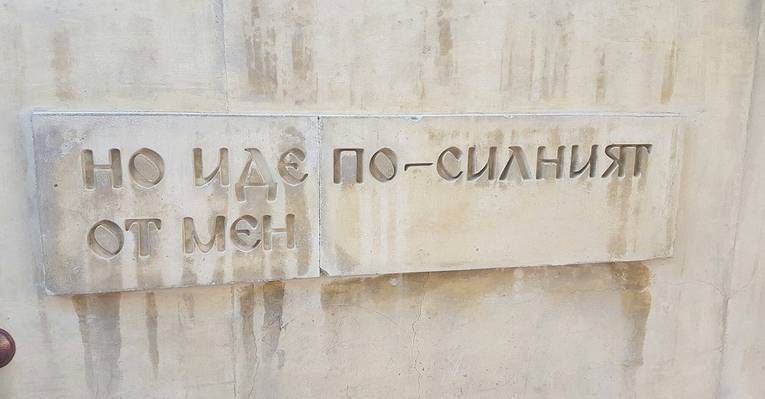 НО ИДЕ ПО-СИЛНИЯТ
ОТ МЕН